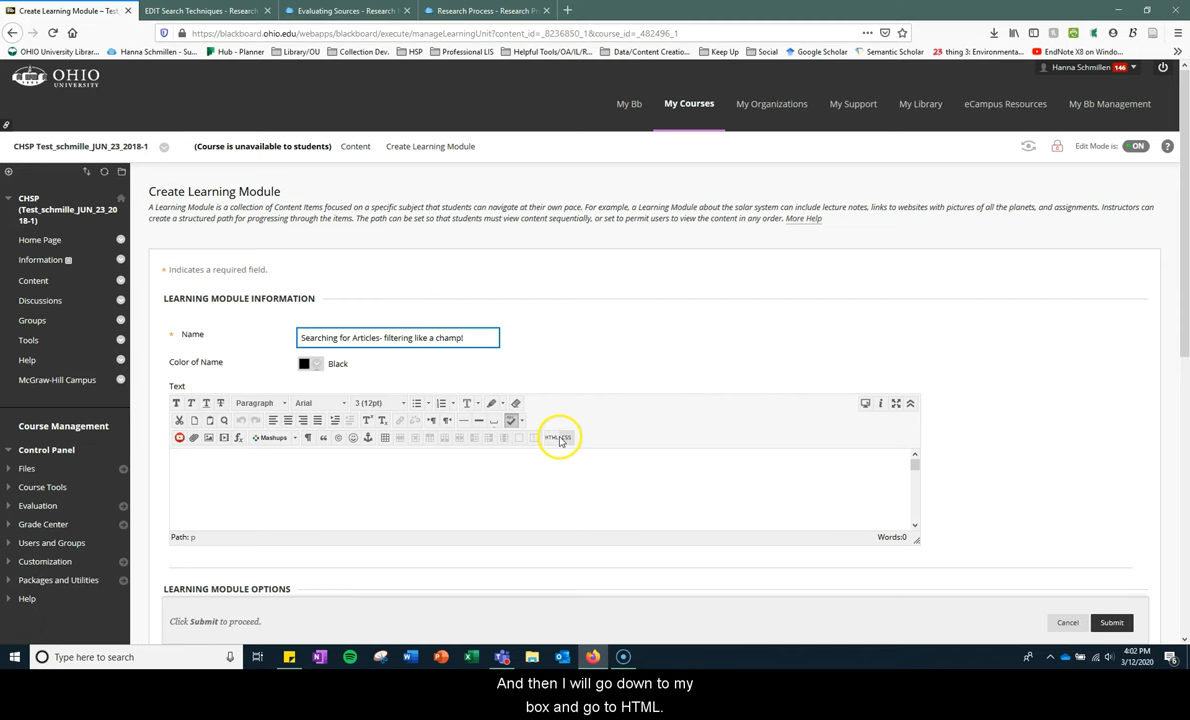 Create Learning Module – Test_
EDIT Search Techniques - Research
Evaluating Sources - Research
Research Process - Research Po
https://blackboard.ohio.edu/webapps/blackboard/execute/manageLearningUnit?content_id=_8236850_1&course_id=_482496_1
OHIO University Librar...
Hanna Schmillen - Su...
Hub - Planner
Library/OU
Collection Dev.
HSP
Professional LIS
Helpful Tools/OA/IL/R...
Data/Content Creatio...
Keep Up
Social
Google Scholar
Semantic Scholar
thing 3: Environmenta...
EndNote X8 on Windo...
OHIO
UNIVERSITY
Hanna Schmillen 146
My Bb
My Courses
My Organizations
My Support
My Library
eCampus Resources
My Bb Management
CHSP Test_schmille_JUN_23_2018-1
(Course is unavailable to students)
Content
Create Learning Module
Edit Mode is: ON ?
CHSP
(Test_schmille_JUN_23_20
18-1)
Home Page
Information
Content
Discussions
Groups
Tools
Help
McGraw-Hill Campus
Course Management
Control Panel
Files
Course Tools
Evaluation
Grade Center
Users and Groups
Customization
Packages and Utilities
Help
Create Learning Module
A Learning Module is a collection of Content Items focused on a specific subject that students can navigate at their own pace. For example, a Learning Module about the solar system can include lecture notes, links to websites with pictures of all the planets, and assignments. Instructors can
create a structured path for progressing through the items. The path can be set so that students must view content sequentially, or set to permit users to view the content in any order. More Help
* Indicates a required field.
LEARNING MODULE INFORMATION
* Name
Searching for Articles- filtering like a champ!
Color of Name
Black
Text
T T T T Paragraph Arial 3 (12pt)
Mashups
HTML CSS
Path: p
Words:0
LEARNING MODULE OPTIONS
Click Submit to proceed.
Cancel
Submit
Type here to search
4:02 PM
3/12/2020
And then I will go down to my
box and go to HTML.